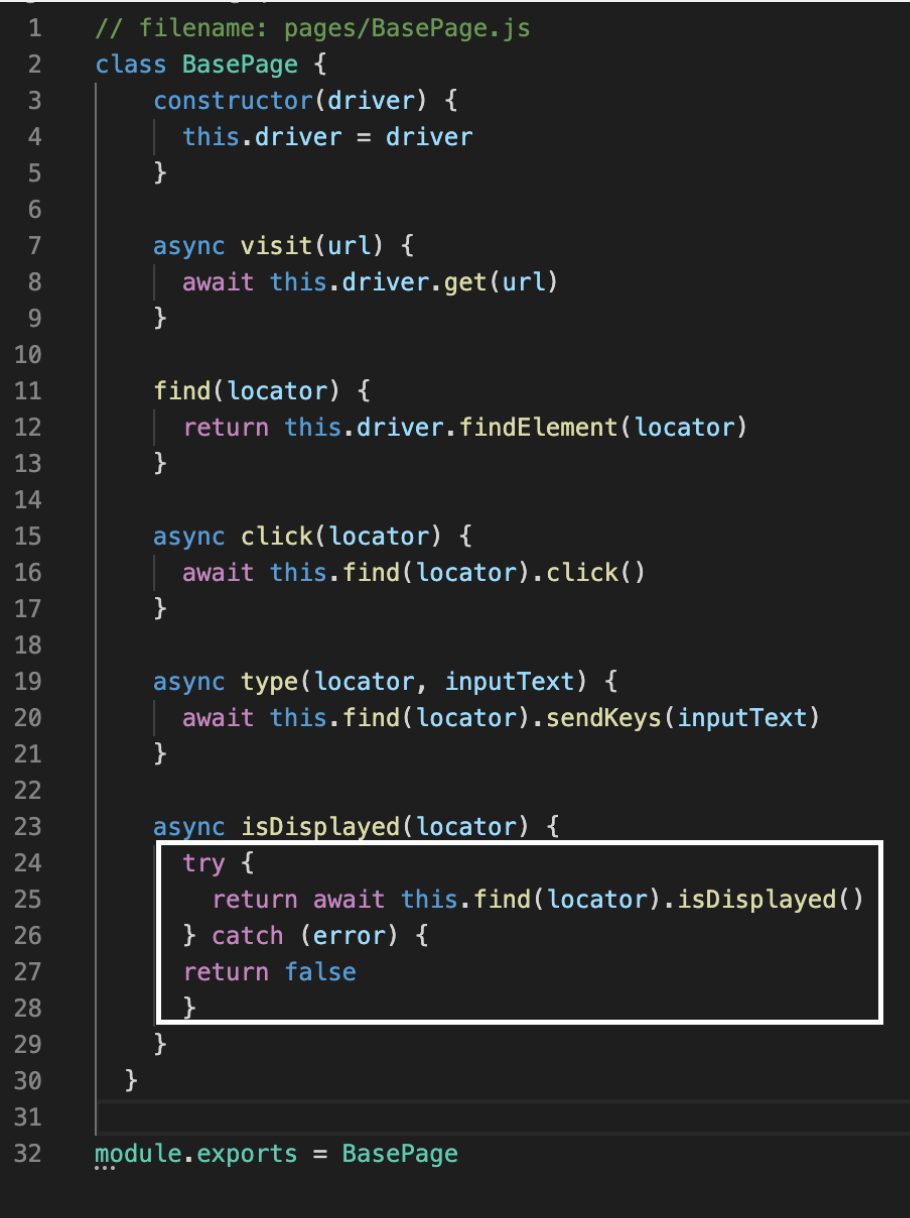 1 // filename: pages/BasePage.js
2 class BasePage {
3     constructor(driver) {
4       this.driver = driver
5     }
6
7     async visit(url) {
8       await this.driver.get(url)
9     }
10
11     find(locator) {
12       return this.driver.findElement(locator)
13     }
14
15     async click(locator) {
16       await this.find(locator).click()
17     }
18
19     async type(locator, inputText) {
20       await this.find(locator).sendKeys(inputText)
21     }
22
23     async isDisplayed(locator) {
24       try {
25         return await this.find(locator).isDisplayed()
26       } catch (error) {
27       return false
28       }
29     }
30   }
31
32 module.exports = BasePage